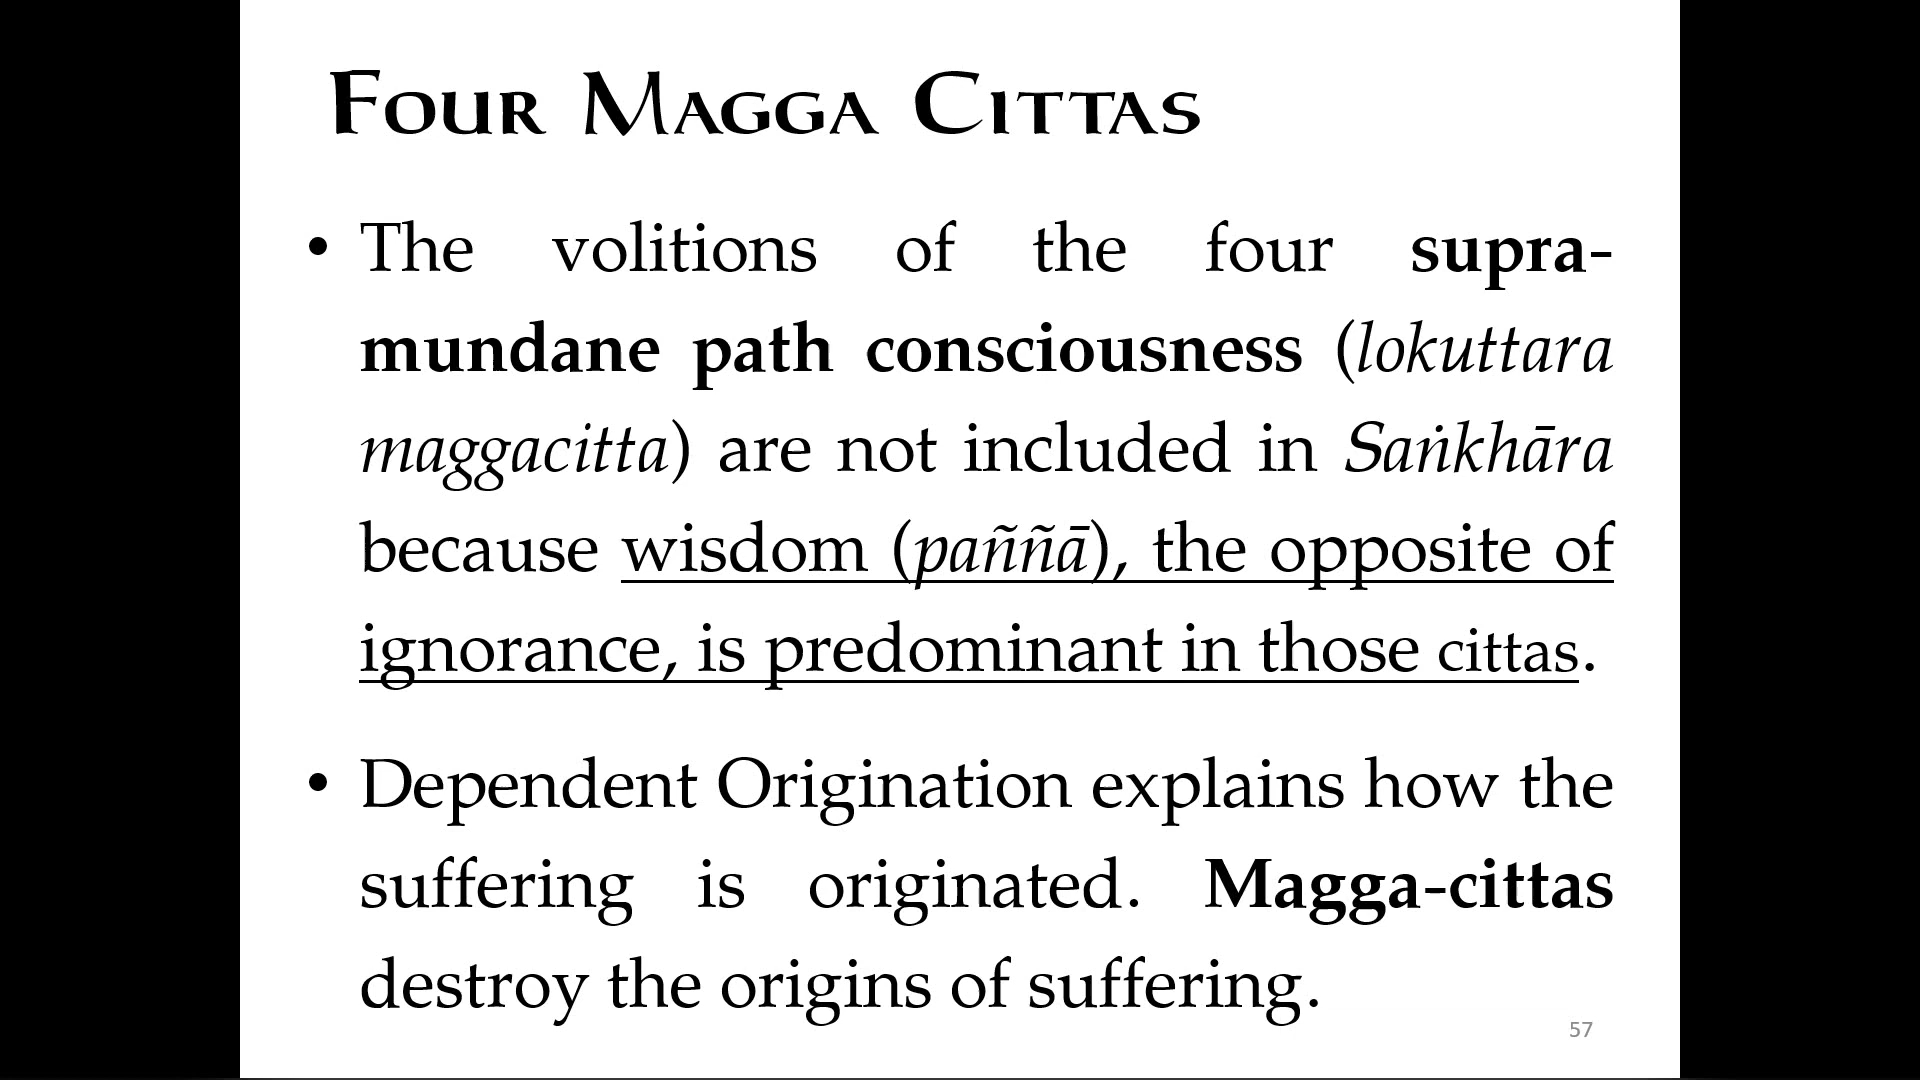 Four Magga Cittas
• The volitions of the four supra-
mundane path consciousness (lokuttara
maggacitta) are not included in Saṅkhāra
because wisdom (paññā), the opposite of
ignorance, is predominant in those cittas.
• Dependent Origination explains how the
suffering is originated. Magga-cittas
destroy the origins of suffering.
57